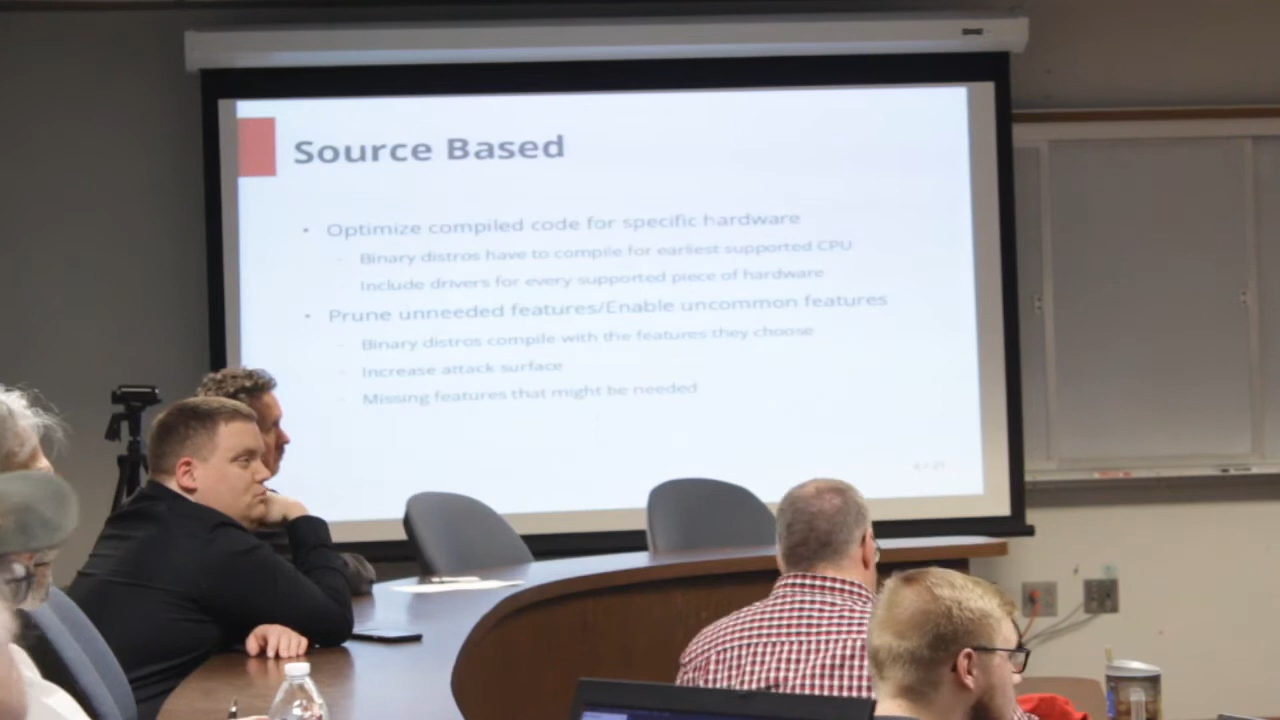 Source Based
• Optimize compiled code for specific hardware
– Binary distros have to compile for earliest supported CPU
Include drivers for every supported piece of hardware
• Prune unneeded features/Enable uncommon features
– Binary distros compile with the features they choose
– Increase attack surface
– Missing features that might be needed